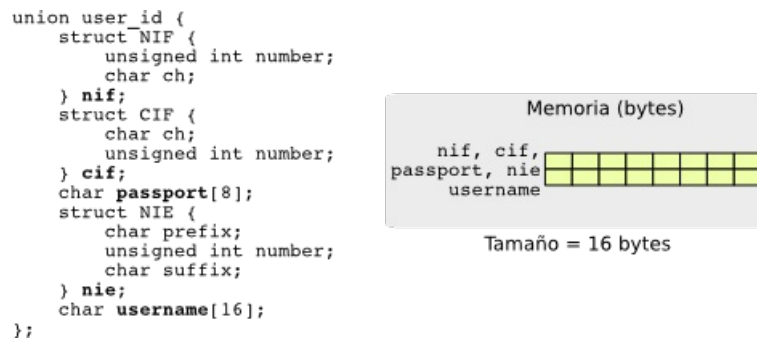 union user_id {
    struct NIF {
        unsigned int number;
        char ch;
    } nif;
    struct CIF {
        char ch;
        unsigned int number;
    } cif;
    char passport[8];
    struct NIE {
        char prefix;
        unsigned int number;
        char suffix;
    } nie;
    char username[16];
};
Memoria (bytes)
nif, cif,
passport, nie
username
Tamaño = 16 bytes